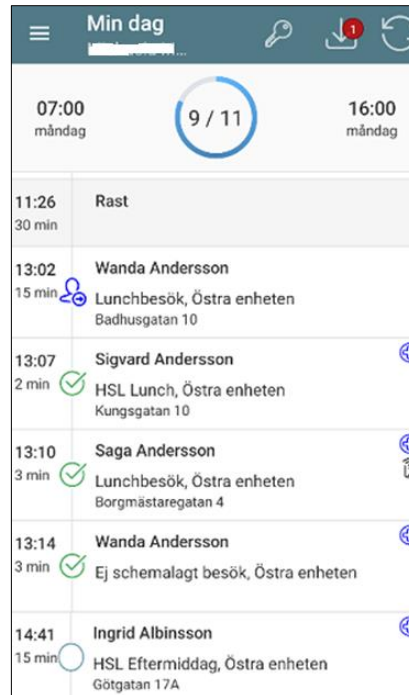 Min dag
1
07:00
måndag
9 / 11
16:00
måndag
11:26
Rast
30 min
13:02
Wanda Andersson
15 min
Lunchbesök, Östra enheten
Badhusgatan 10
13:07
Sigvard Andersson
2 min
HSL Lunch, Östra enheten
Kungsgatan 10
13:10
Saga Andersson
3 min
Lunchbesök, Östra enheten
Borgmästaregatan 4
13:14
Wanda Andersson
3 min
Ej schemalagt besök, Östra enheten
14:41
Ingrid Albinsson
15 min
HSL Eftermiddag, Östra enheten
Götgatan 17A